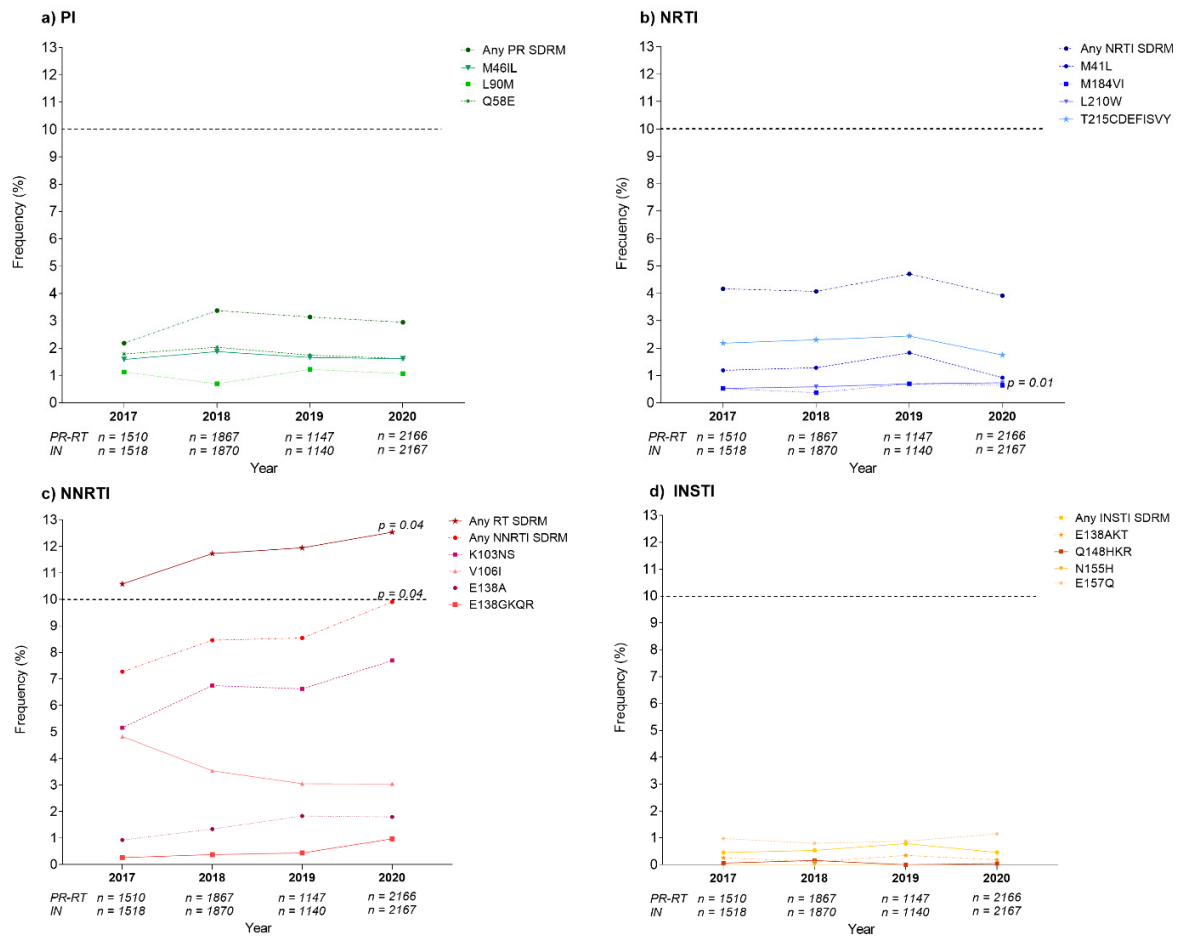 a) PI
Any PR SDRM
M46IL
L90M
Q58E
Frequency (%)
13
12
11
10
9
8
7
6
5
4
3
2
1
0
2017 2018 2019 2020
PR-RT n = 1510 n = 1867 n = 1147 n = 2166
IN n = 1518 n = 1870 n = 1140 n = 2167
Year
b) NRTI
Any NRTI SDRM
M41L
M184VI
L210W
T215CDEFISVY
Frecuency (%)
13
12
11
10
9
8
7
6
5
4
3
2
1
0
p = 0.01
2017 2018 2019 2020
PR-RT n = 1510 n = 1867 n = 1147 n = 2166
IN n = 1518 n = 1870 n = 1140 n = 2167
Year
c) NNRTI
Any RT SDRM
Any NNRTI SDRM
K103NS
V106I
E138A
E138GKQR
Frequency (%)
13
12
11
10
9
8
7
6
5
4
3
2
1
0
p = 0.04
p = 0.04
2017 2018 2019 2020
PR-RT n = 1510 n = 1867 n = 1147 n = 2166
IN n = 1518 n = 1870 n = 1140 n = 2167
Year
d) INSTI
Any INSTI SDRM
E138AKT
Q148HKR
N155H
E157Q
Frequency (%)
13
12
11
10
9
8
7
6
5
4
3
2
1
0
2017 2018 2019 2020
PR-RT n = 1510 n = 1867 n = 1147 n = 2166
IN n = 1518 n = 1870 n = 1140 n = 2167
Year